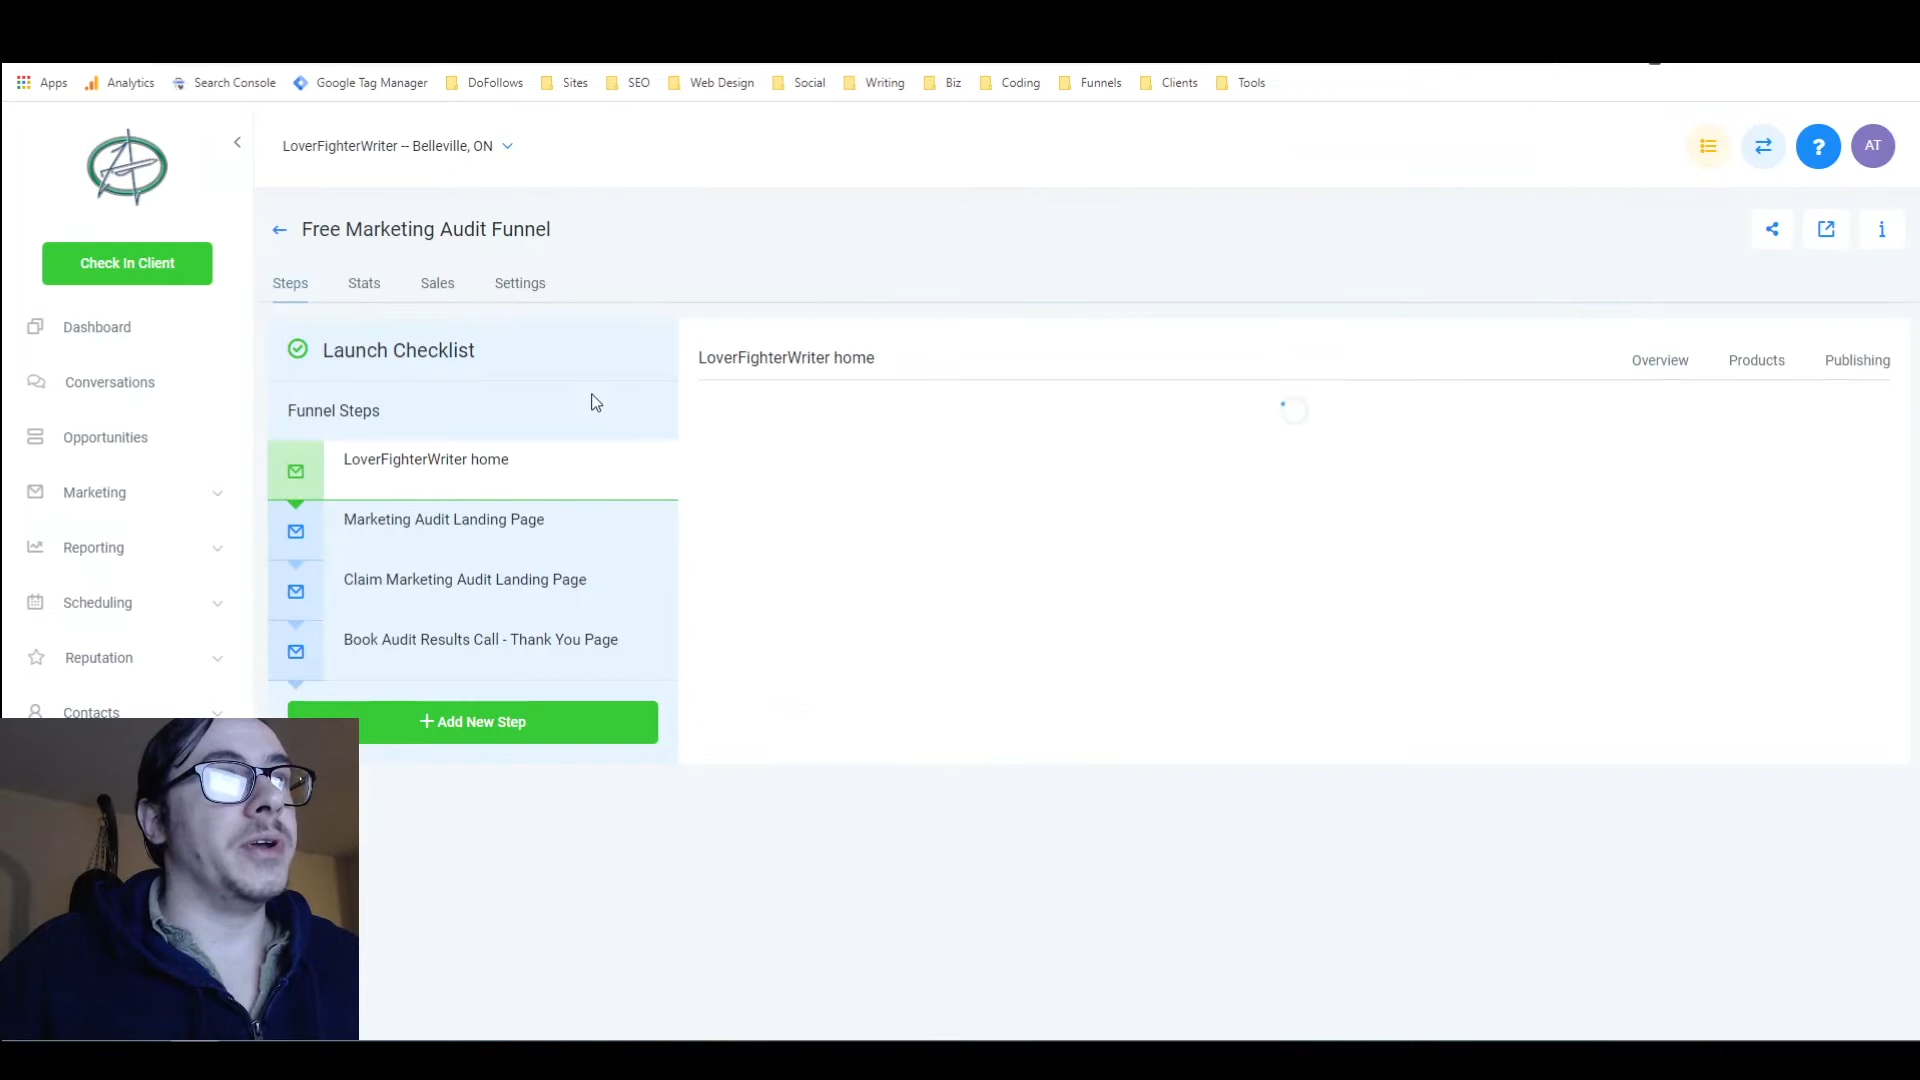 Apps Analytics Search Console Google Tag Manager DoFollows Sites SEO Web Design Social Writing Biz Coding Funnels Clients Tools
LoverFighterWriter -- Belleville, ON
? AT
Free Marketing Audit Funnel
i
Steps Stats Sales Settings
Check In Client
Dashboard
Conversations
Opportunities
Marketing
Reporting
Scheduling
Reputation
Contacts
Launch Checklist
Funnel Steps
LoverFighterWriter home
Marketing Audit Landing Page
Claim Marketing Audit Landing Page
Book Audit Results Call - Thank You Page
+ Add New Step
LoverFighterWriter home
Overview Products Publishing